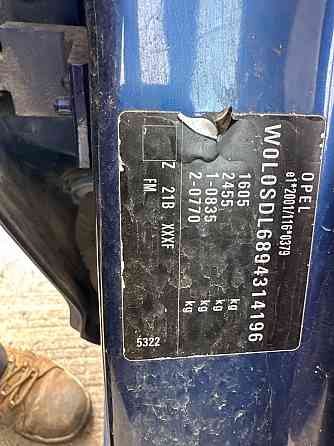 OPEL
e1*2001/116*0379
W0L0SDL6894314196
1605 kg
2455 kg
1-0835 kg
2-0770 kg
Z 21B XXXF
FM
5322